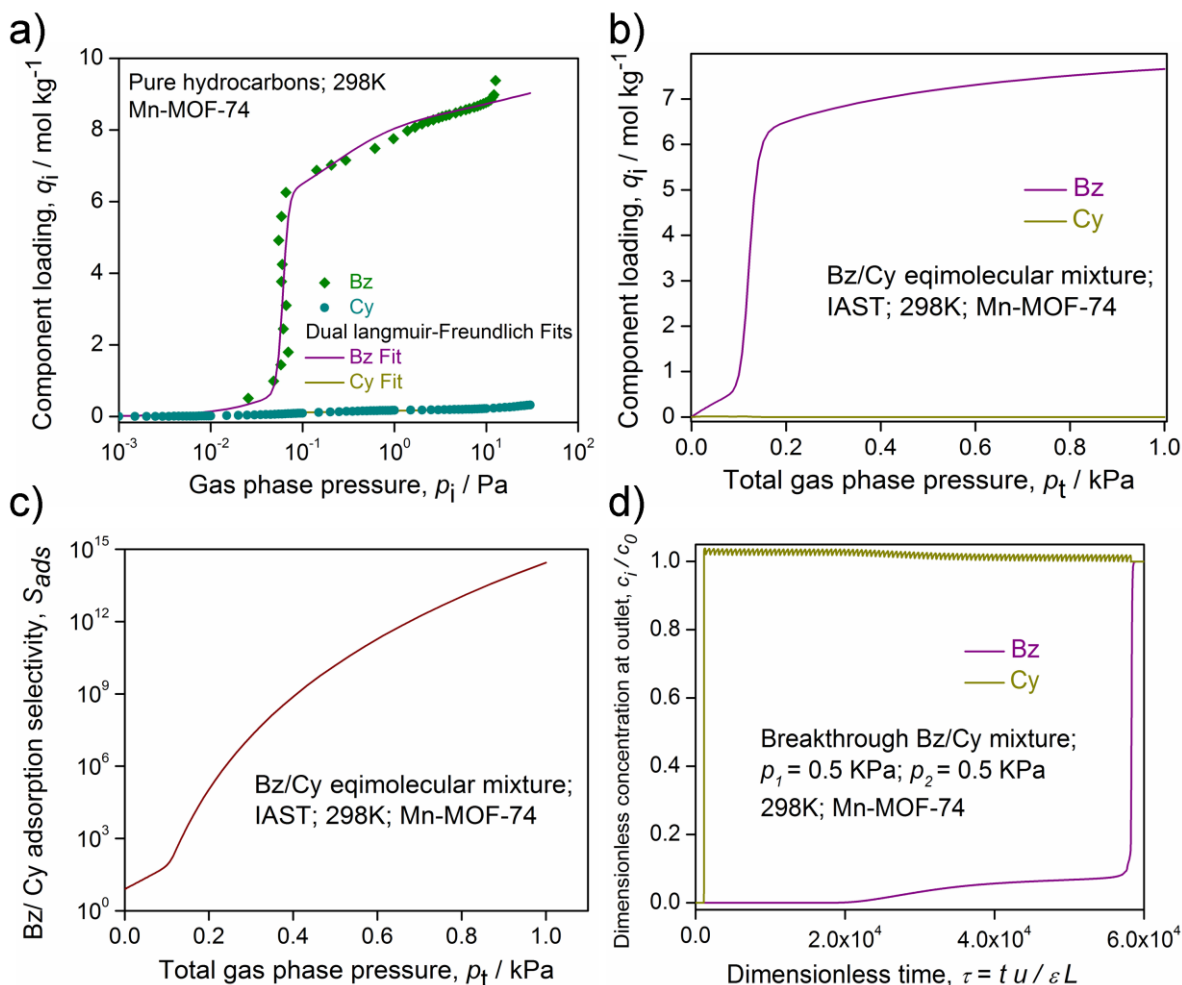 a)
Component loading, qi / mol kg-1
10
8
6
4
2
0
Pure hydrocarbons; 298K
Mn-MOF-74
Bz
Cy
Dual langmuir-Freundlich Fits
Bz Fit
Cy Fit
10-3 10-2 10-1 100 101 102
Gas phase pressure, pi / Pa
b)
Component loading, qi / mol kg-1
7
6
5
4
3
2
1
0
Bz
Cy
Bz/Cy eqimolecular mixture;
IAST; 298K; Mn-MOF-74
0.0 0.2 0.4 0.6 0.8 1.0
Total gas phase pressure, pt / kPa
c)
Bz/ Cy adsorption selectivity, Sads
1015
1012
109
106
103
100
Bz/Cy eqimolecular mixture;
IAST; 298K; Mn-MOF-74
0.0 0.2 0.4 0.6 0.8 1.0
Total gas phase pressure, pt / kPa
d)
Dimensionless concentration at outlet, ci / c0
1.0
0.8
0.6
0.4
0.2
0.0
Bz
Cy
Breakthrough Bz/Cy mixture;
p1 = 0.5 KPa; p2 = 0.5 KPa
298K; Mn-MOF-74
0.0 2.0x104 4.0x104 6.0x104
Dimensionless time, τ = t u / ε L